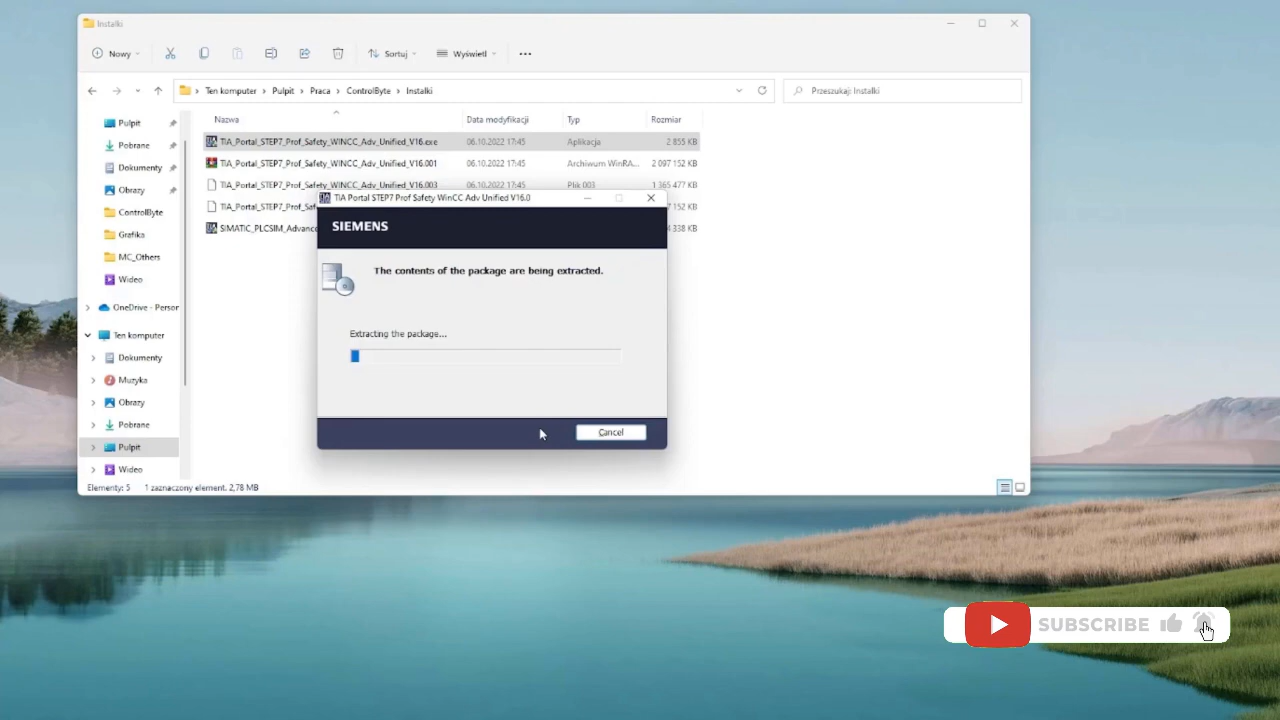 Instalki
Nowy
Sortuj
Wyświetl
Ten komputer > Pulpit > Praca > ControlByte > Instalki
Przeszukaj: Instalki
Nazwa Data modyfikacji Typ Rozmiar
TIA_Portal_STEP7_Prof_Safety_WINCC_Adv_Unified_V16.exe 06.10.2022 17:45 Aplikacja 2 855 KB
TIA_Portal_STEP7_Prof_Safety_WINCC_Adv_Unified_V16.001 06.10.2022 17:45 Archiwum WinRA... 2 097 152 KB
TIA_Portal_STEP7_Prof_Safety_WINCC_Adv_Unified_V16.003 06.10.2022 17:45 Plik 003 1 365 477 KB
TIA_Portal_STEP7_Prof_Saf
152 KB
SIMATIC_PLCSIM_Advance
338 KB
Pulpit
Pobrane
Dokumenty
Obrazy
ControlByte
Grafika
MC_Others
Wideo
OneDrive - Person
Ten komputer
Dokumenty
Muzyka
Obrazy
Pobrane
Pulpit
Wideo
Elementy: 5 1 zaznaczony element. 2,78 MB
TIA Portal STEP7 Prof Safety WinCC Adv Unified V16.0
SIEMENS
The contents of the package are being extracted.
Extracting the package...
Cancel
SUBSCRIBE